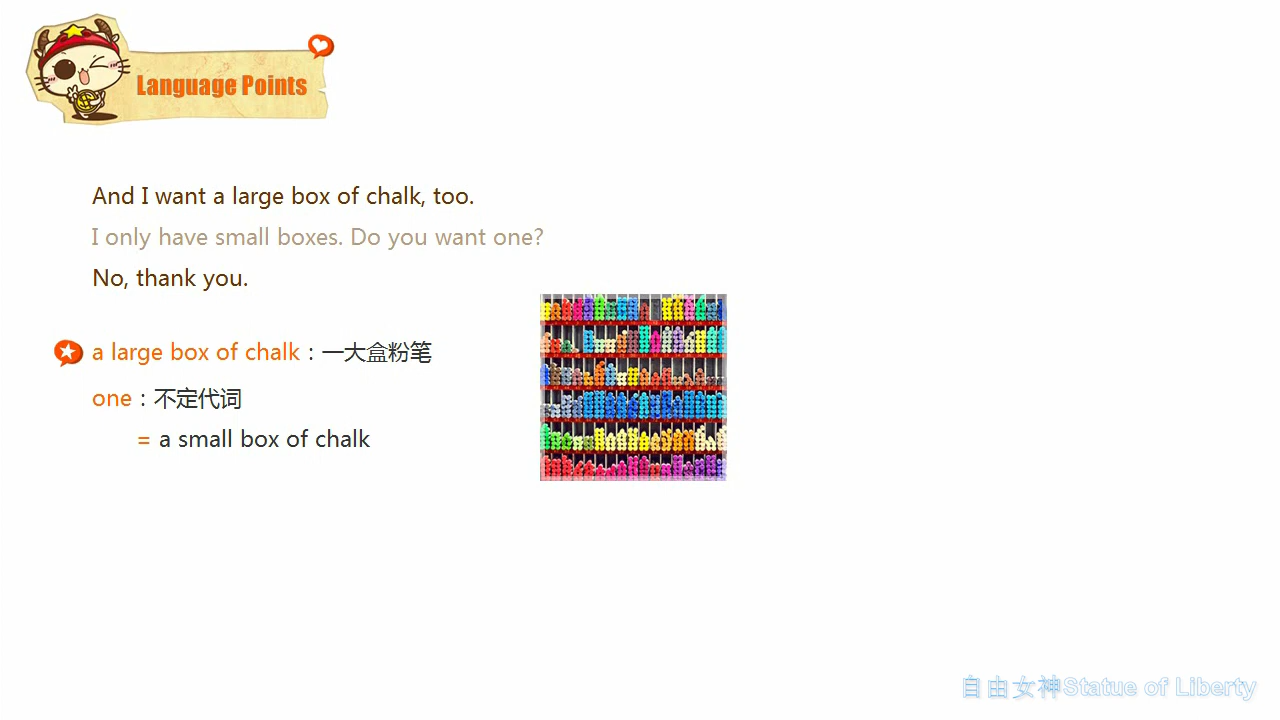 Language Points
And I want a large box of chalk, too.
I only have small boxes. Do you want one?
No, thank you.
a large box of chalk：一大盒粉笔
one：不定代词
= a small box of chalk
自由女神Statue of Liberty